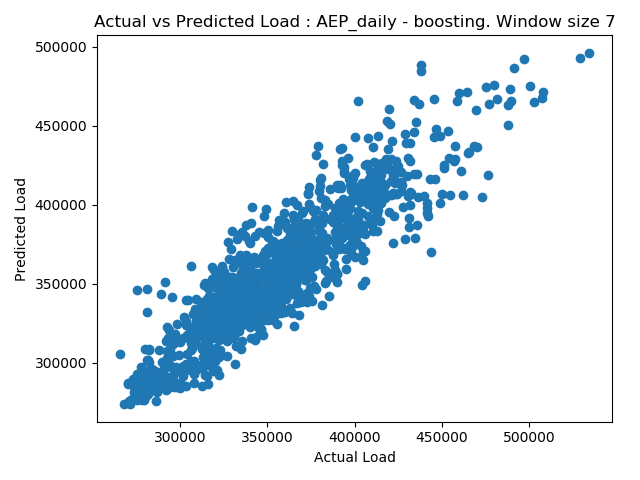 Actual vs Predicted Load : AEP_daily - boosting. Window size 7
500000
450000
400000
350000
300000
Predicted Load
300000 350000 400000 450000 500000
Actual Load